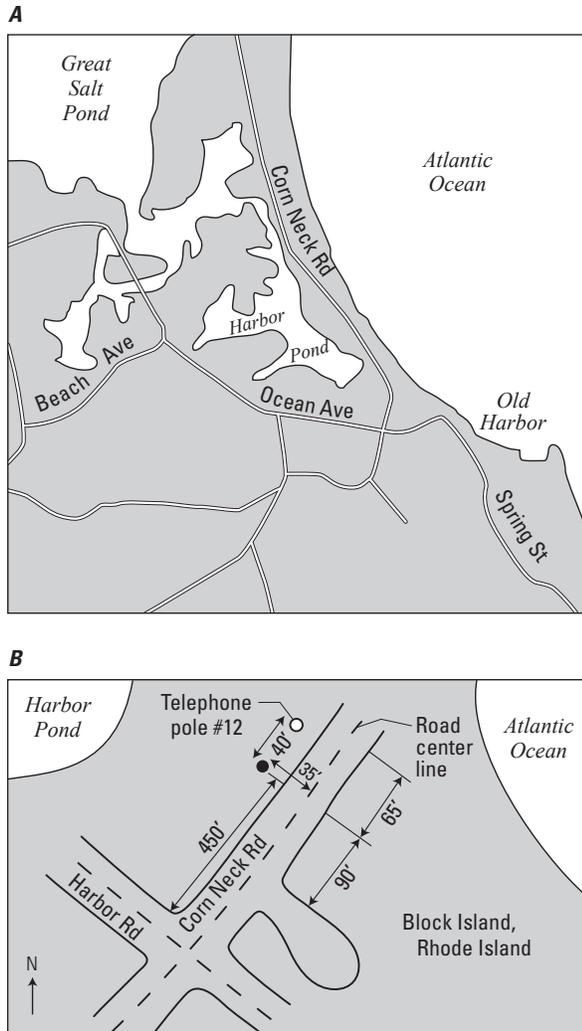 A
Great
Salt
Pond
Atlantic
Ocean
Corn Neck Rd
Harbor
Pond
Beach Ave
Ocean Ave
Old
Harbor
Spring St
B
Harbor
Pond
Telephone
pole #12
Road
center
line
Atlantic
Ocean
40'
35'
65'
450'
90'
Corn Neck Rd
Harbor Rd
Block Island,
Rhode Island
N